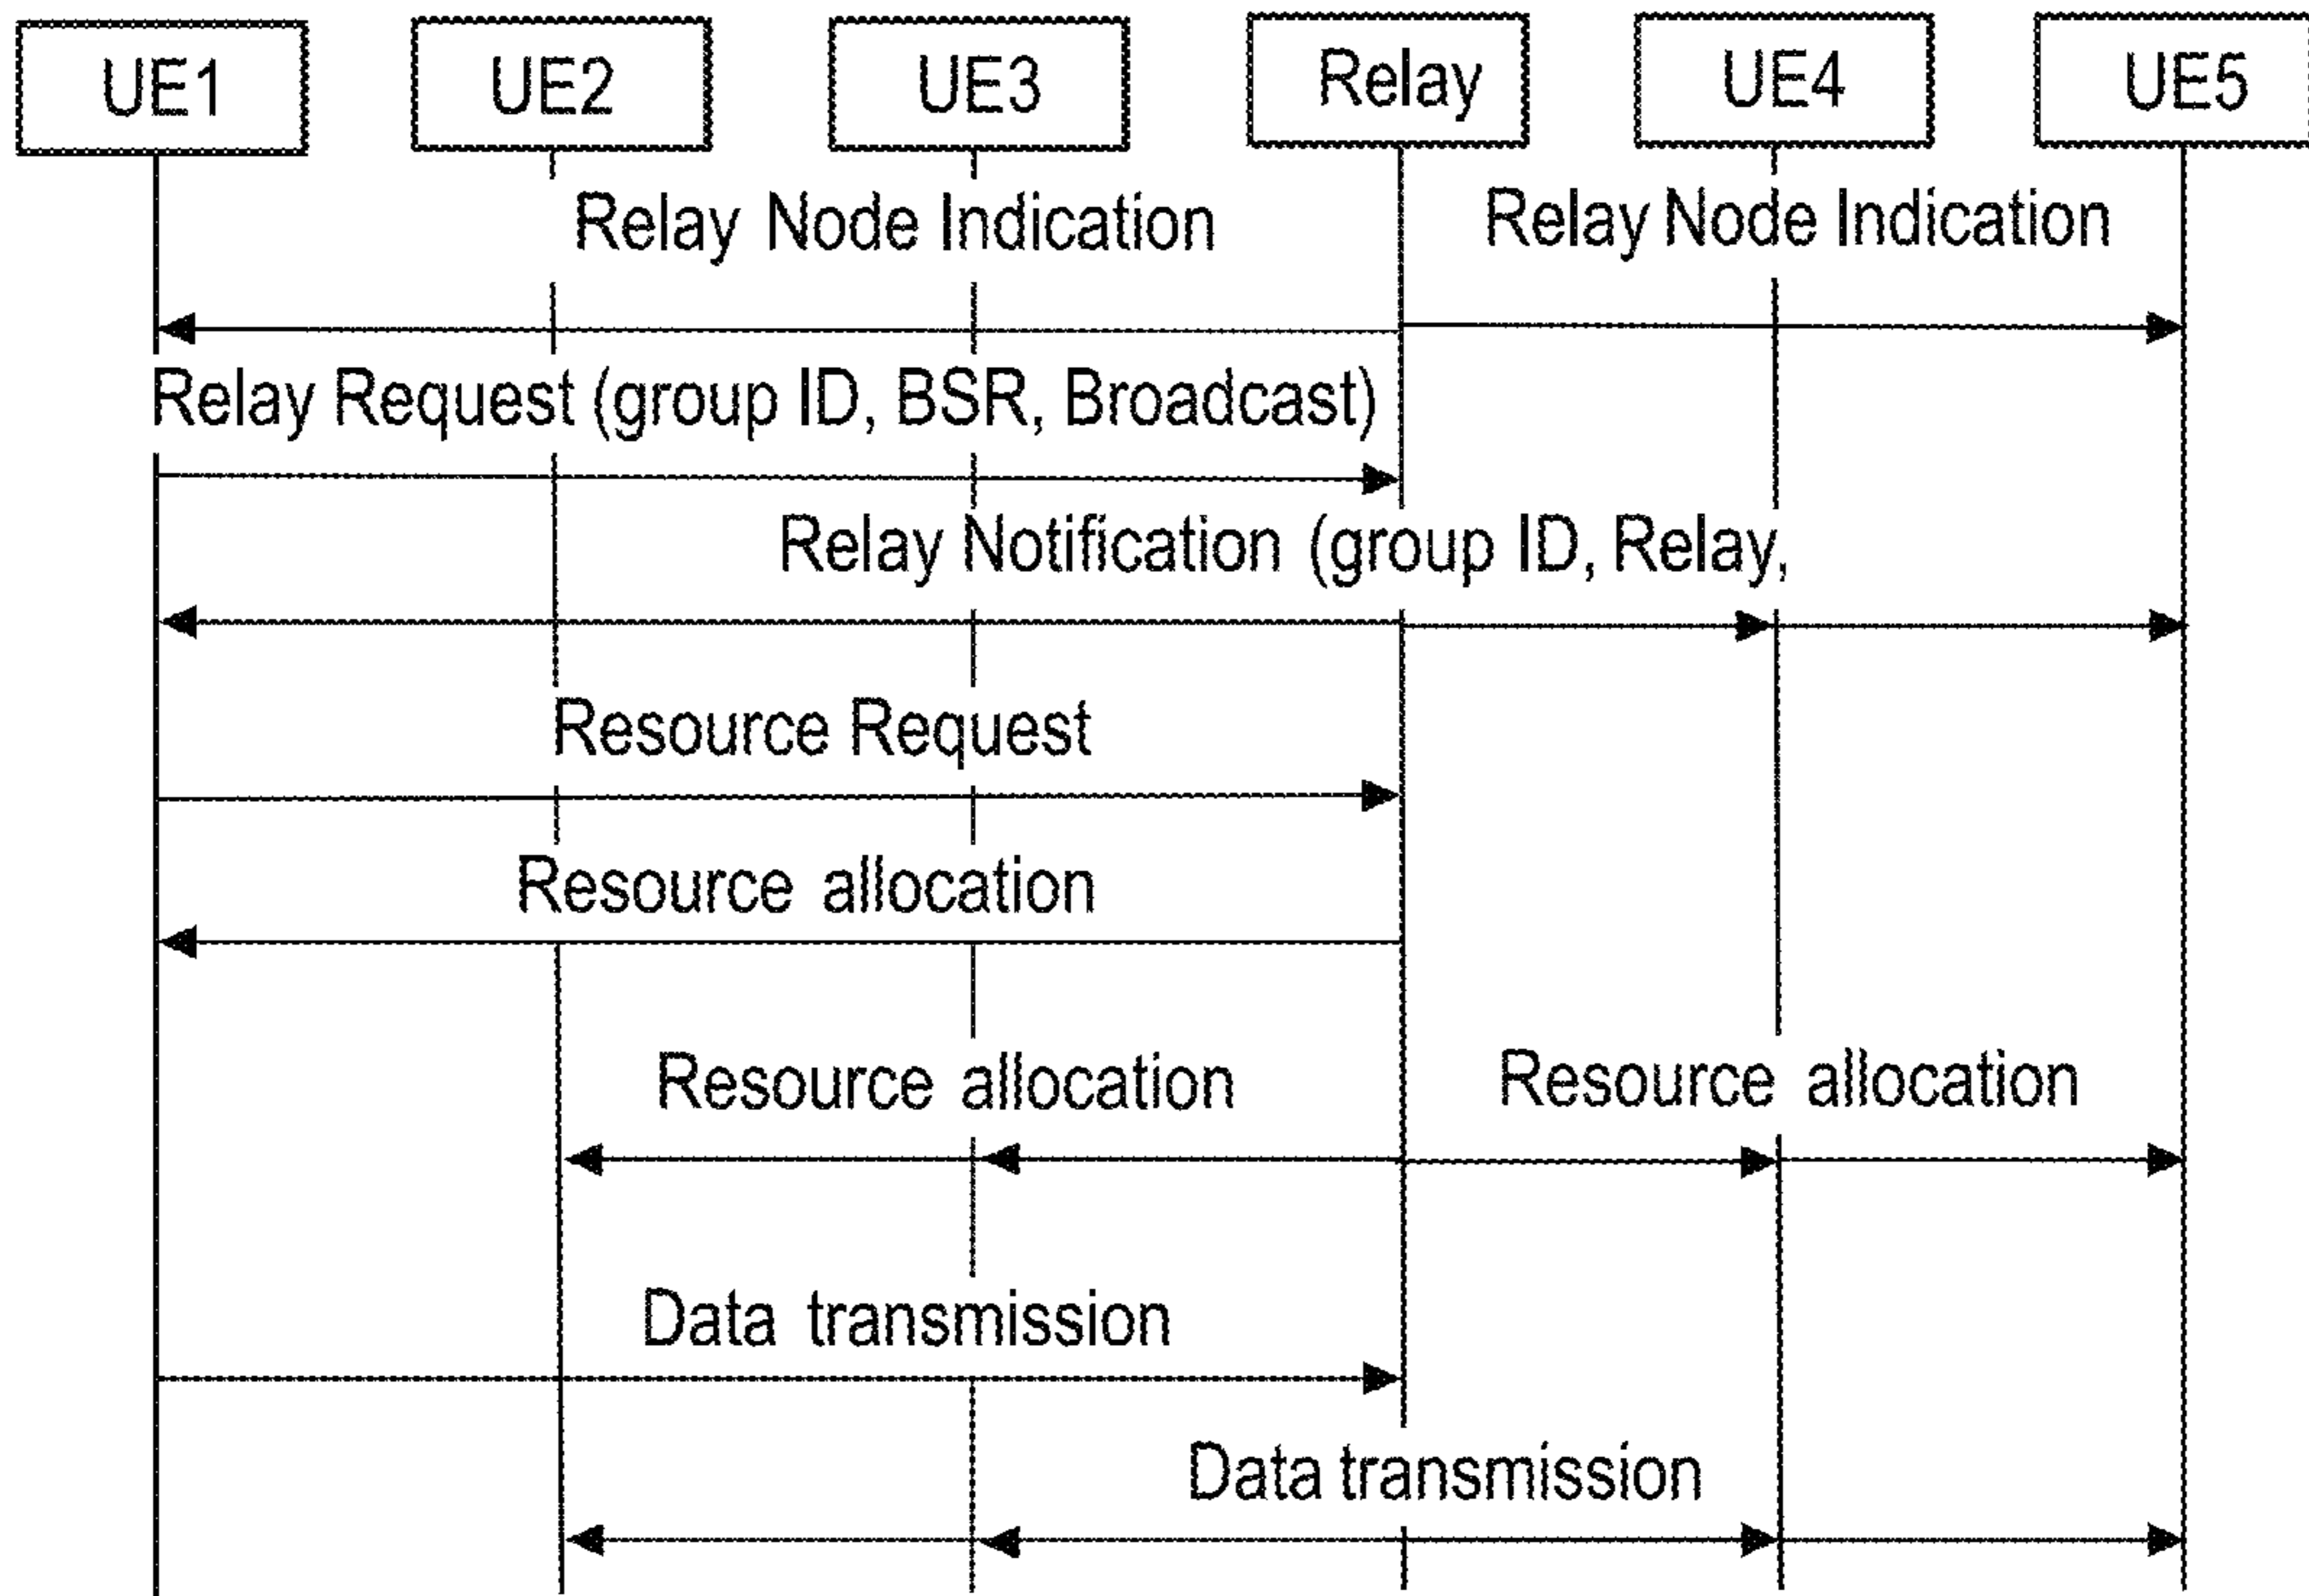 UE1
UE2
UE3
Relay
UE4
UE5
Relay Node Indication
Relay Node Indication
Relay Request (group ID, BSR, Broadcast)
Relay Notification (group ID, Relay,
Resource Request
Resource allocation
Resource allocation
Resource allocation
Data transmission
Data transmission